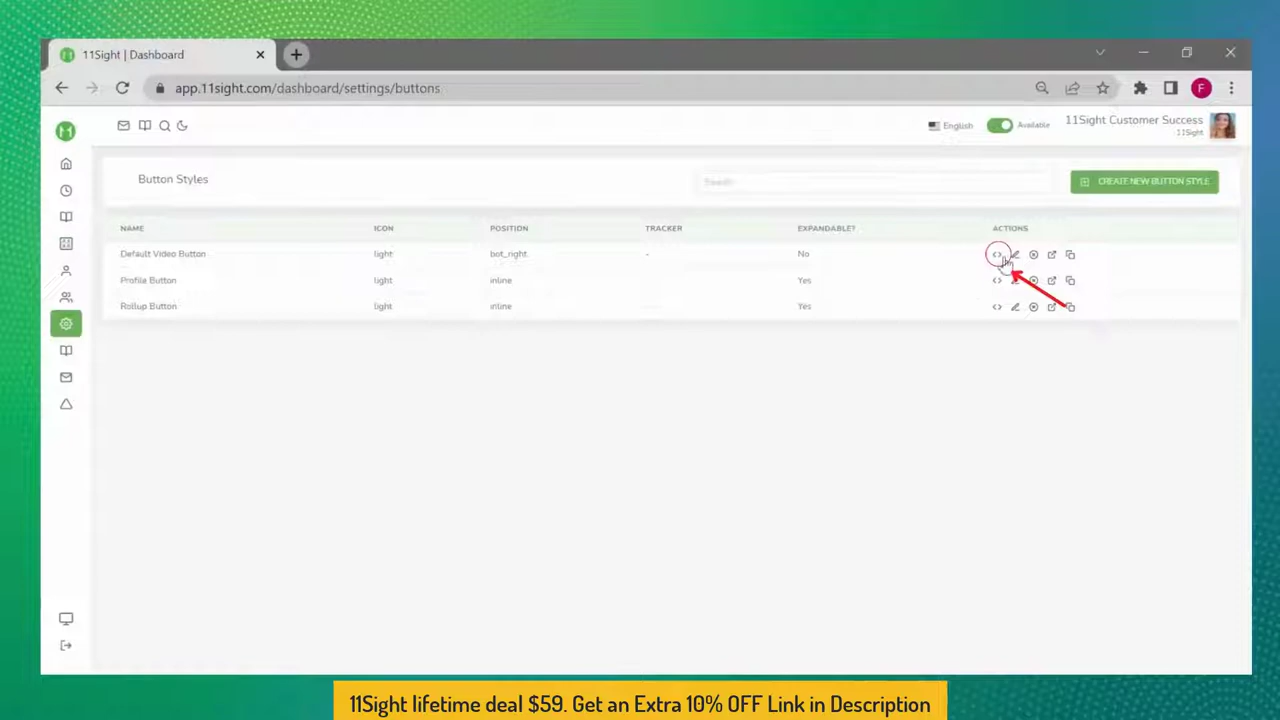 11Sight | Dashboard
app.11sight.com/dashboard/settings/buttons
F
English
Available
11Sight Customer Success
11Sight
Button Styles
Search
CREATE NEW BUTTON STYLE
NAME ICON POSITION TRACKER EXPANDABLE? ACTIONS
Default Video Button light bot_right - No
Profile Button light inline Yes
Rollup Button light inline Yes
11Sight lifetime deal $59. Get an Extra 10% OFF Link in Description